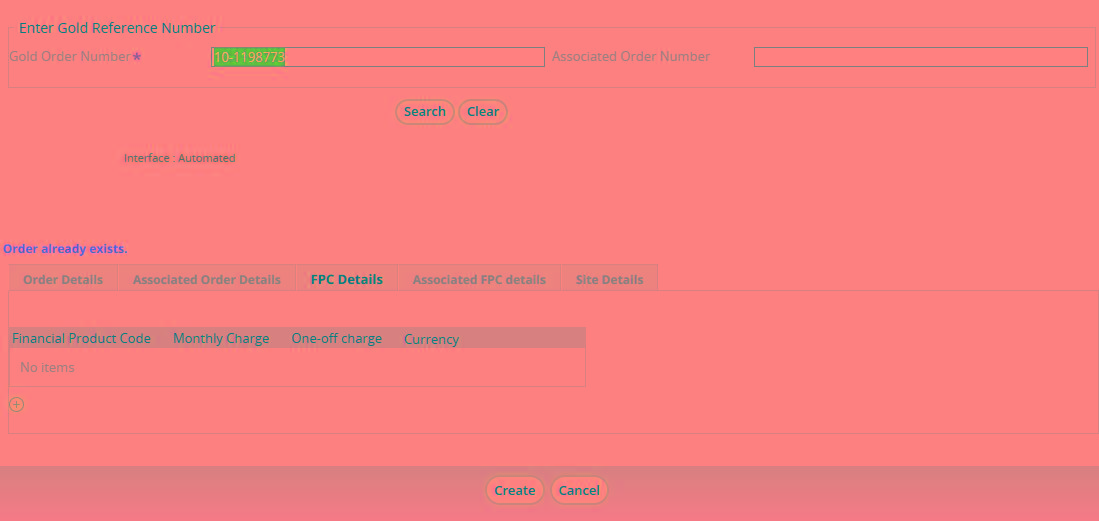 Enter Gold Reference Number
Gold Order Number* 10-1198773 Associated Order Number
Search Clear
Interface : Automated
Order already exists.
Order Details Associated Order Details FPC Details Associated FPC details Site Details
Financial Product Code Monthly Charge One-off charge Currency
No items
Create Cancel